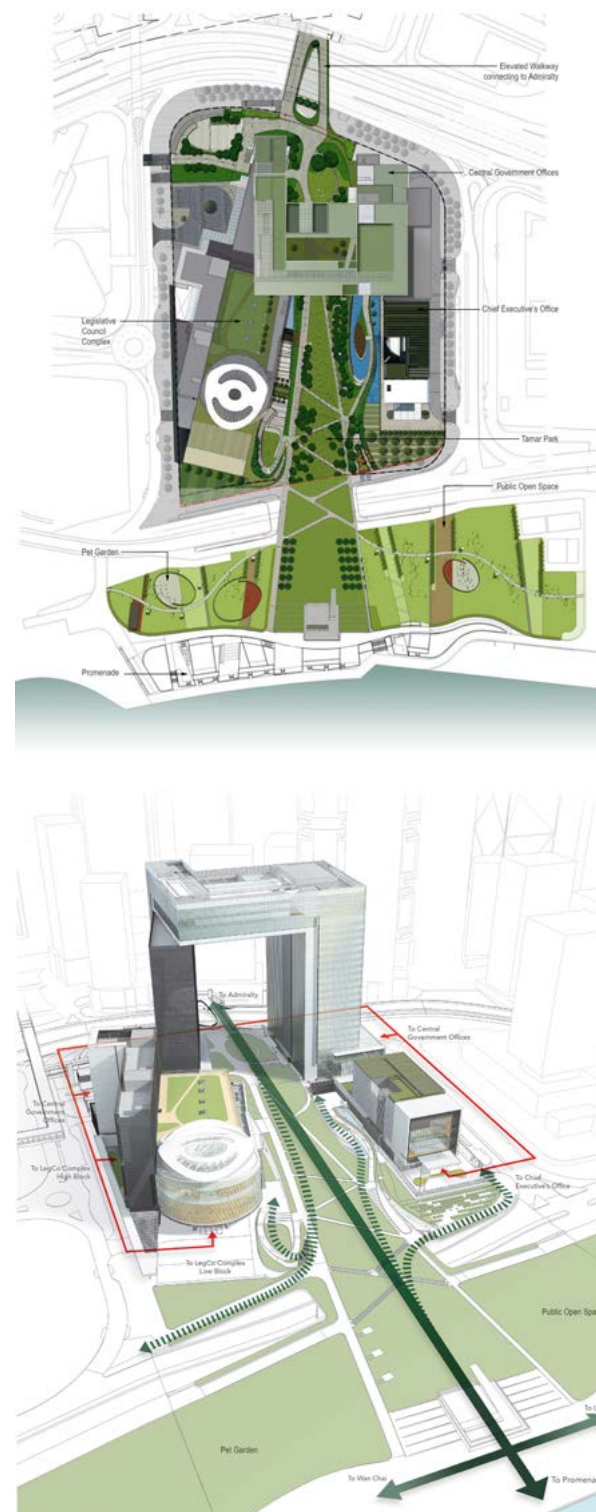 Elevated Walkway
connecting to Admiralty
Central Government Offices
Chief Executive's Office
Legislative
Council
Complex
Tamar Park
Public Open Space
Pet Garden
Promenade
To Admiralty
To Central
Government Offices
To Central
Government
Offices
To LegCo Complex
High Block
To Chief
Executive's Office
To LegCo Complex
Low Block
Public Open Spa
Pet Garden
To Wan Chai
To Promena